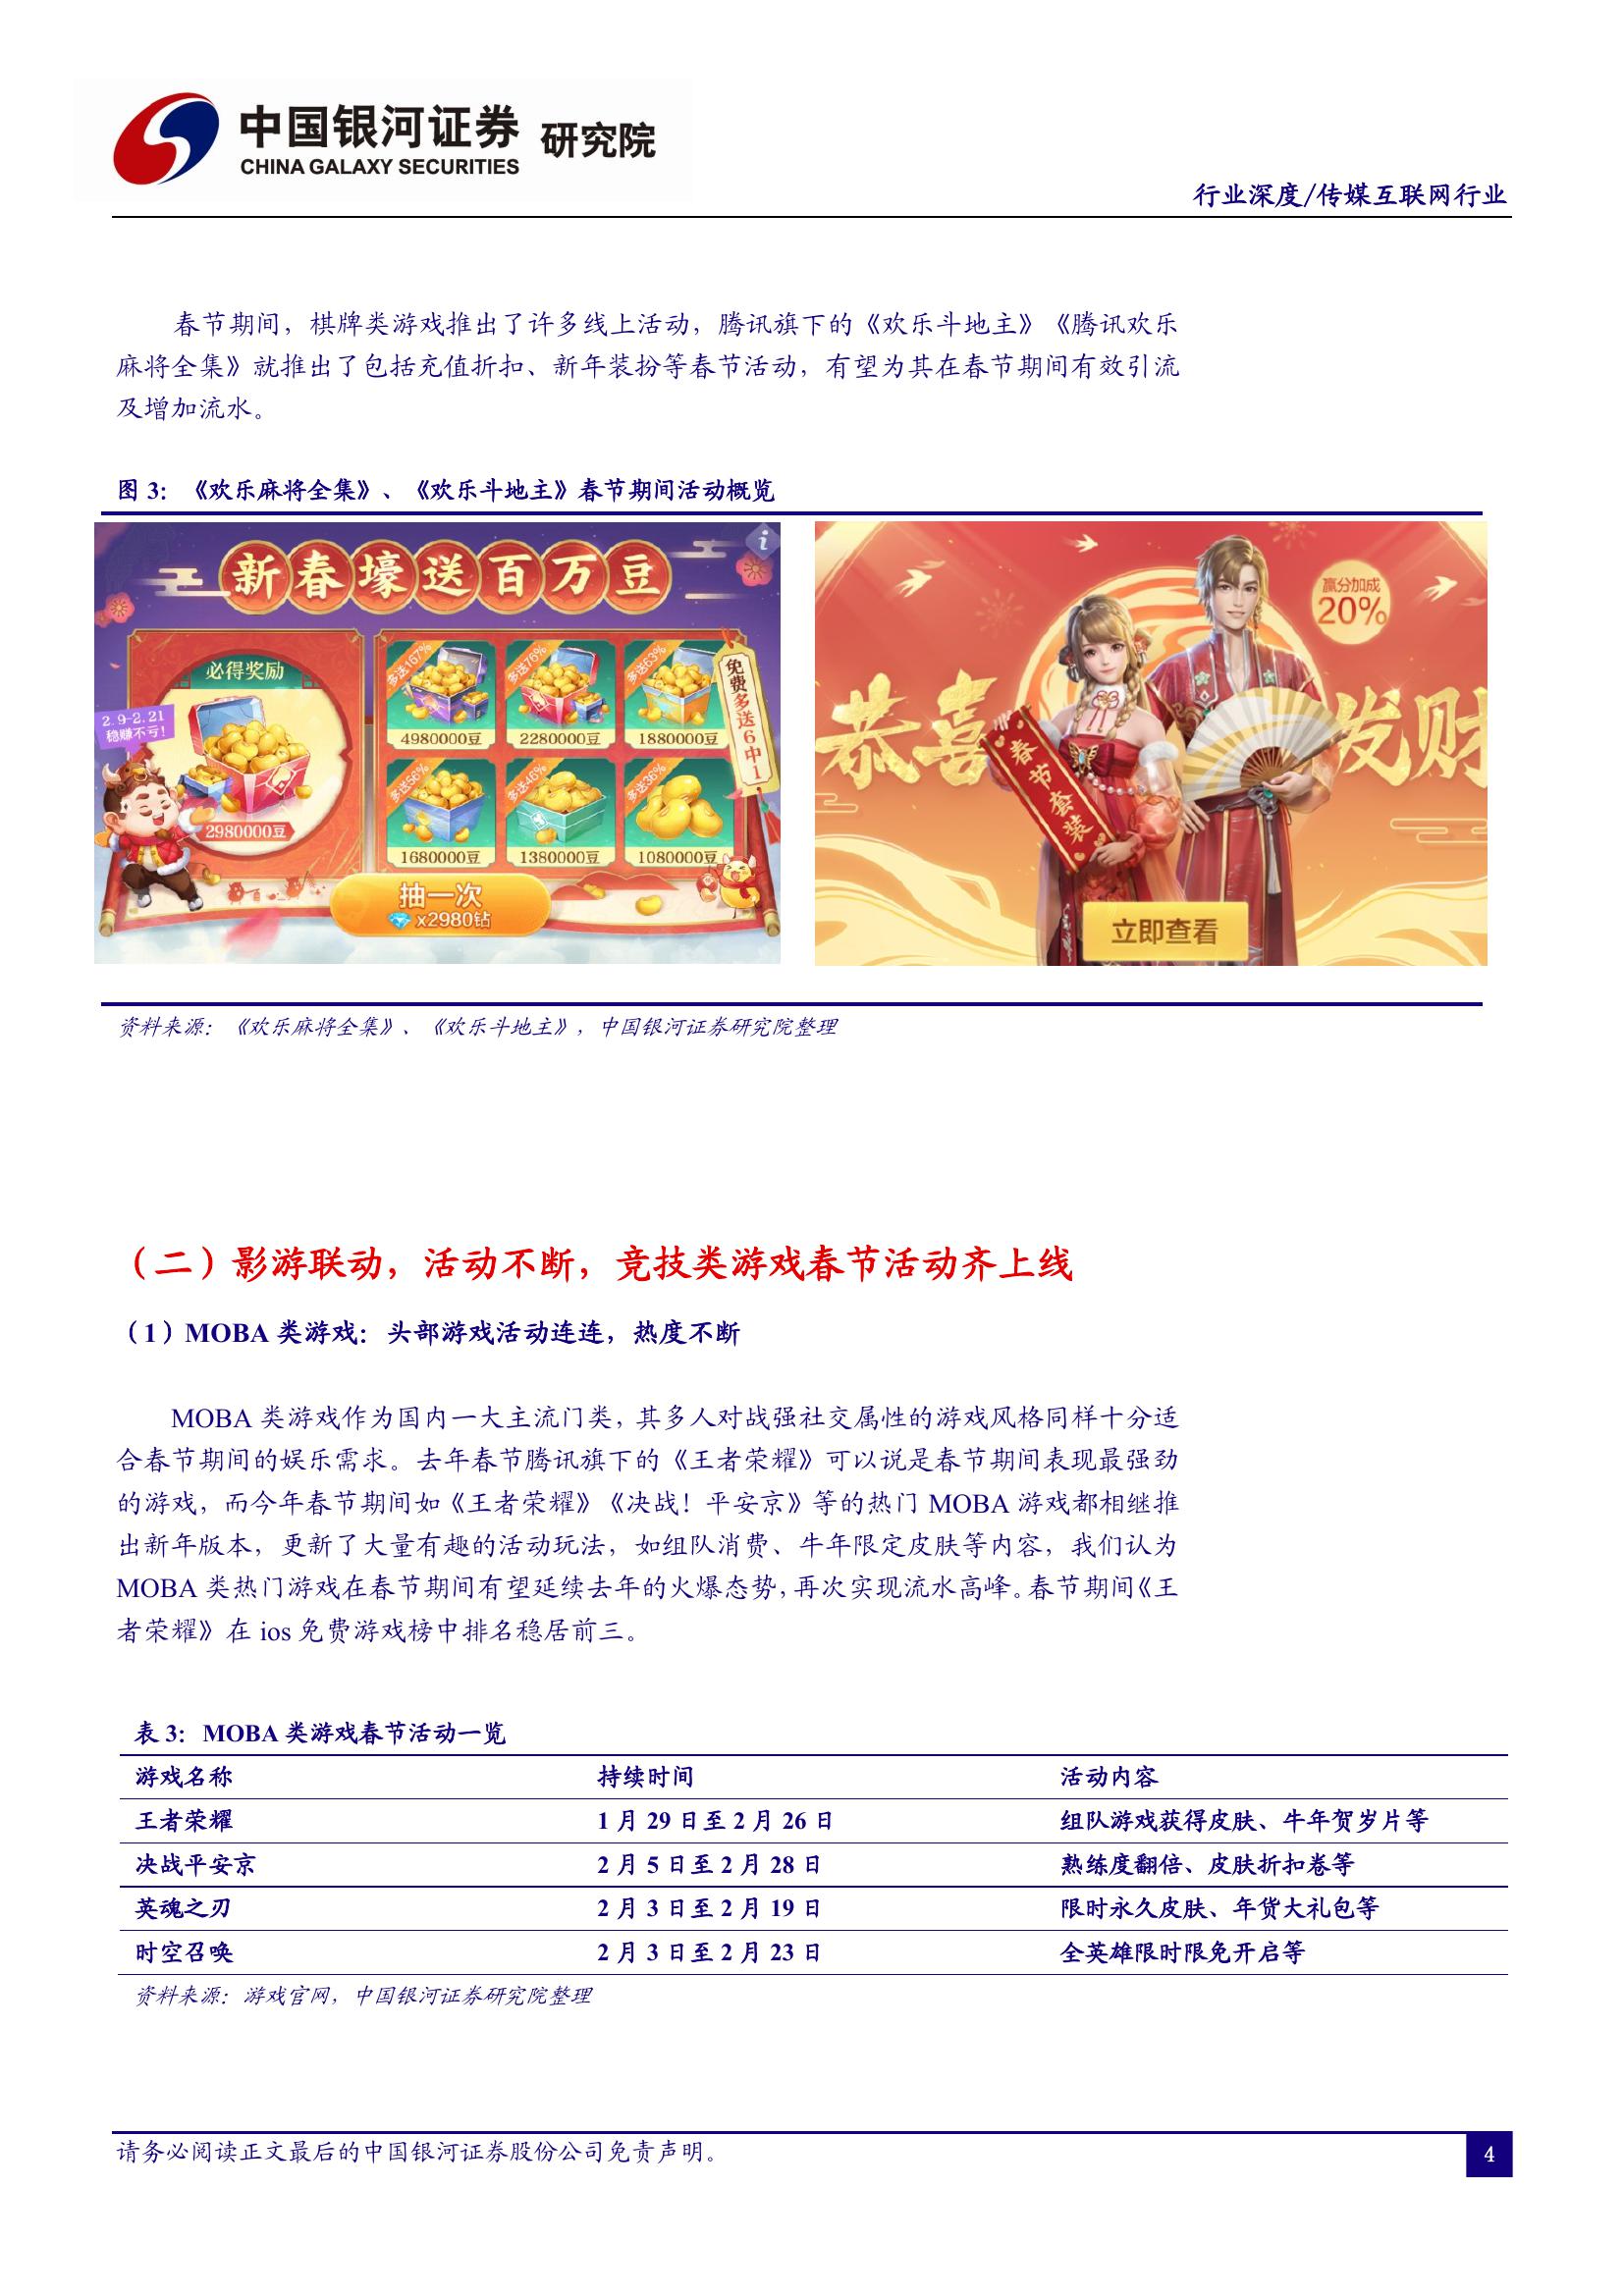 中国银河证券 研究院
CHINA GALAXY SECURITIES
行业深度/传媒互联网行业
春节期间，棋牌类游戏推出了许多线上活动，腾讯旗下的《欢乐斗地主》《腾讯欢乐
麻将全集》就推出了包括充值折扣、新年装扮等春节活动，有望为其在春节期间有效引流
及增加流水。
图 3：《欢乐麻将全集》、《欢乐斗地主》春节期间活动概览
新春壕送百万豆
必得奖励
2.9-2.21
稳赚不亏！
2980000豆
多送167%
4980000豆
多送76%
2280000豆
多送63%
1880000豆
多送56%
1680000豆
多送46%
1380000豆
多送36%
1080000豆
免费多送6中1
抽一次
x2980钻
赢分加成
20%
恭喜发财
春节套装
立即查看
资料来源：《欢乐麻将全集》、《欢乐斗地主》，中国银河证券研究院整理
（二）影游联动，活动不断，竞技类游戏春节活动齐上线
（1）MOBA 类游戏：头部游戏活动连连，热度不断
MOBA 类游戏作为国内一大主流门类，其多人对战强社交属性的游戏风格同样十分适
合春节期间的娱乐需求。去年春节腾讯旗下的《王者荣耀》可以说是春节期间表现最强劲
的游戏，而今年春节期间如《王者荣耀》《决战！平安京》等的热门 MOBA 游戏都相继推
出新年版本，更新了大量有趣的活动玩法，如组队消费、牛年限定皮肤等内容，我们认为
MOBA 类热门游戏在春节期间有望延续去年的火爆态势，再次实现流水高峰。春节期间《王
者荣耀》在 ios 免费游戏榜中排名稳居前三。
表 3：MOBA 类游戏春节活动一览
游戏名称 持续时间 活动内容
王者荣耀 1 月 29 日至 2 月 26 日 组队游戏获得皮肤、牛年贺岁片等
决战平安京 2 月 5 日至 2 月 28 日 熟练度翻倍、皮肤折扣卷等
英魂之刃 2 月 3 日至 2 月 19 日 限时永久皮肤、年货大礼包等
时空召唤 2 月 3 日至 2 月 23 日 全英雄限时限免开启等
资料来源：游戏官网，中国银河证券研究院整理
请务必阅读正文最后的中国银河证券股份公司免责声明。
4